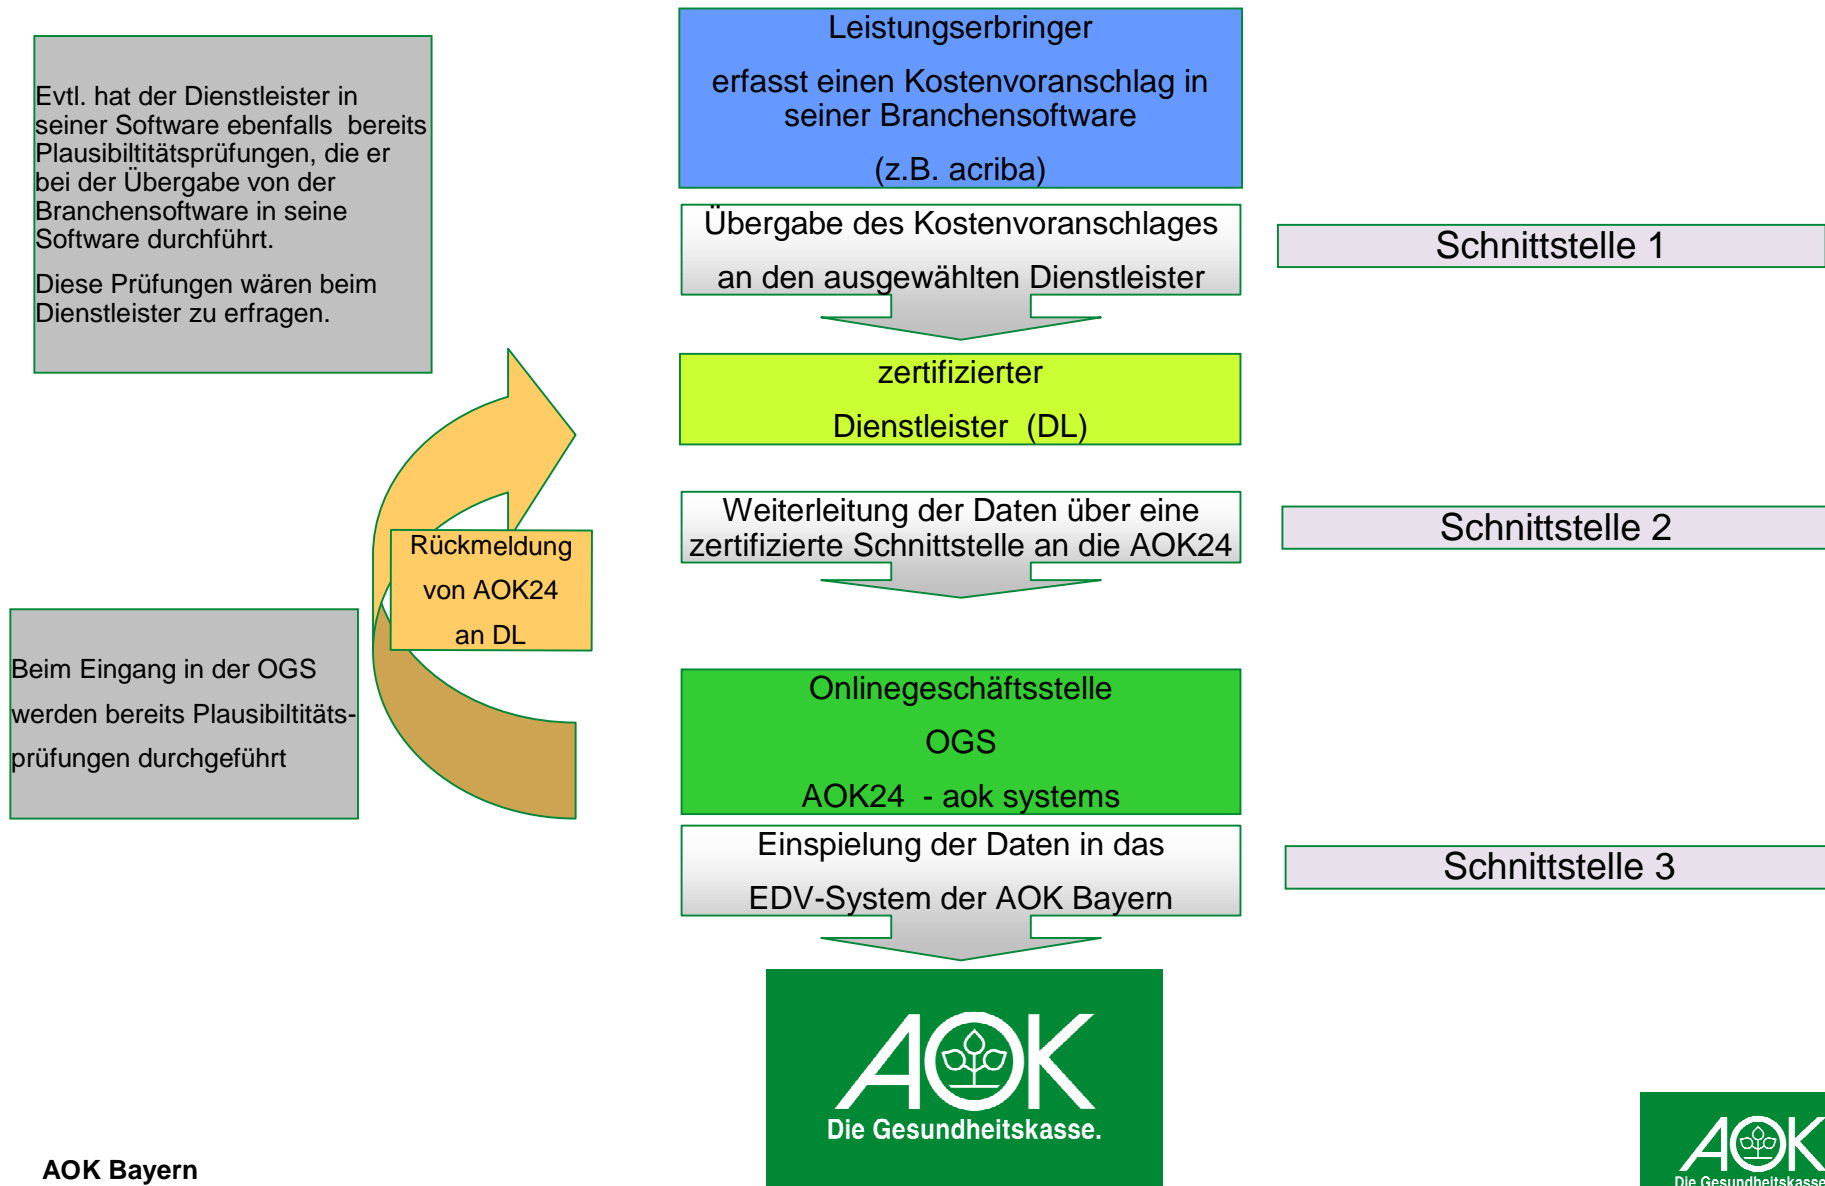 Leistungserbringer
erfasst einen Kostenvoranschlag in
seiner Branchensoftware
(z.B. acriba)
Evtl. hat der Dienstleister in
seiner Software ebenfalls bereits
Plausibiltitätsprüfungen, die er
bei der Übergabe von der
Branchensoftware in seine
Software durchführt.
Diese Prüfungen wären beim
Dienstleister zu erfragen.
Übergabe des Kostenvoranschlages
an den ausgewählten Dienstleister
Schnittstelle 1
zertifizierter
Dienstleister (DL)
Weiterleitung der Daten über eine
zertifizierte Schnittstelle an die AOK24
Schnittstelle 2
Rückmeldung
von AOK24
an DL
Beim Eingang in der OGS
werden bereits Plausibiltitäts-
prüfungen durchgeführt
Onlinegeschäftsstelle
OGS
AOK24 - aok systems
Einspielung der Daten in das
EDV-System der AOK Bayern
Schnittstelle 3
AOK
Die Gesundheitskasse.
AOK Bayern
AOK
Die Gesundheitskasse